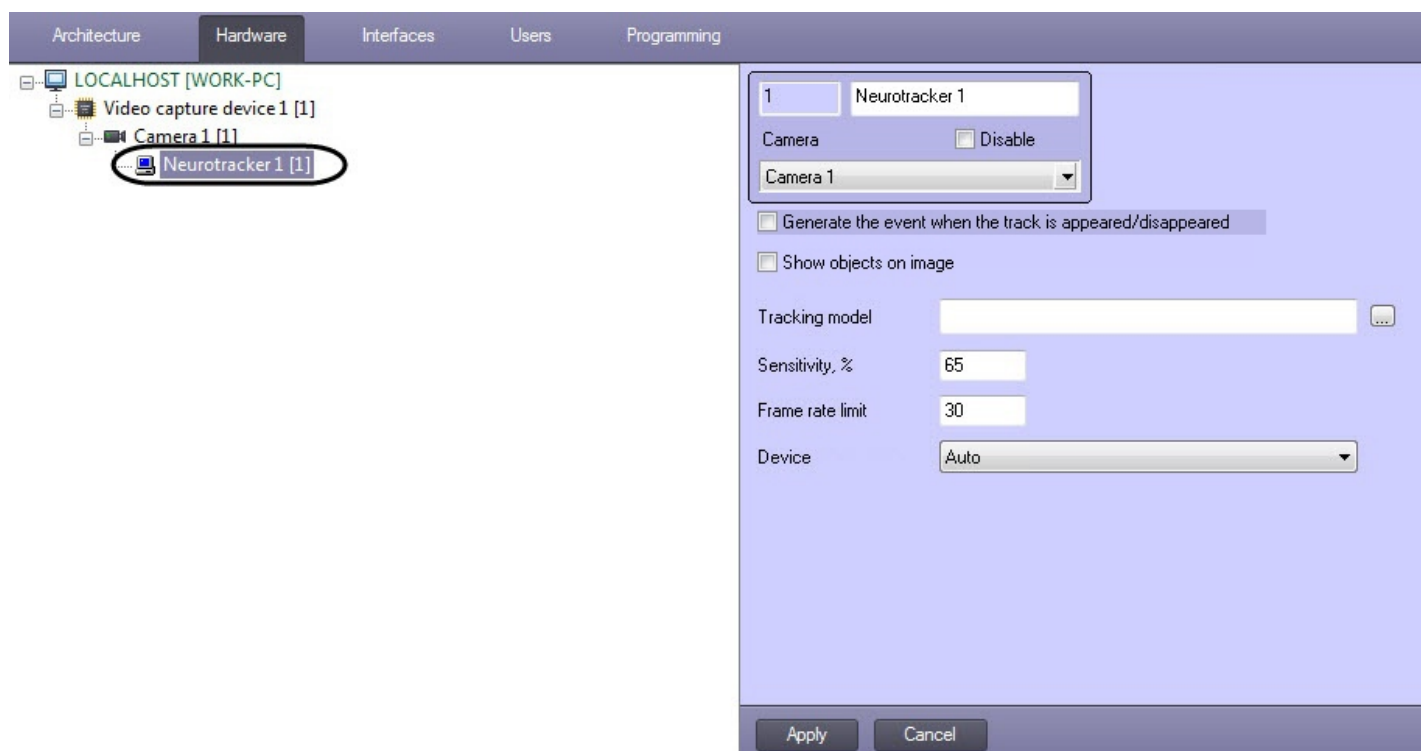 Architecture Hardware Interfaces Users Programming
LOCALHOST [WORK-PC]
Video capture device 1 [1]
Camera 1 [1]
Neurotracker 1 [1]
1 Neurotracker 1
Camera Disable
Camera 1
Generate the event when the track is appeared/disappeared
Show objects on image
Tracking model ...
Sensitivity, % 65
Frame rate limit 30
Device Auto
Apply Cancel